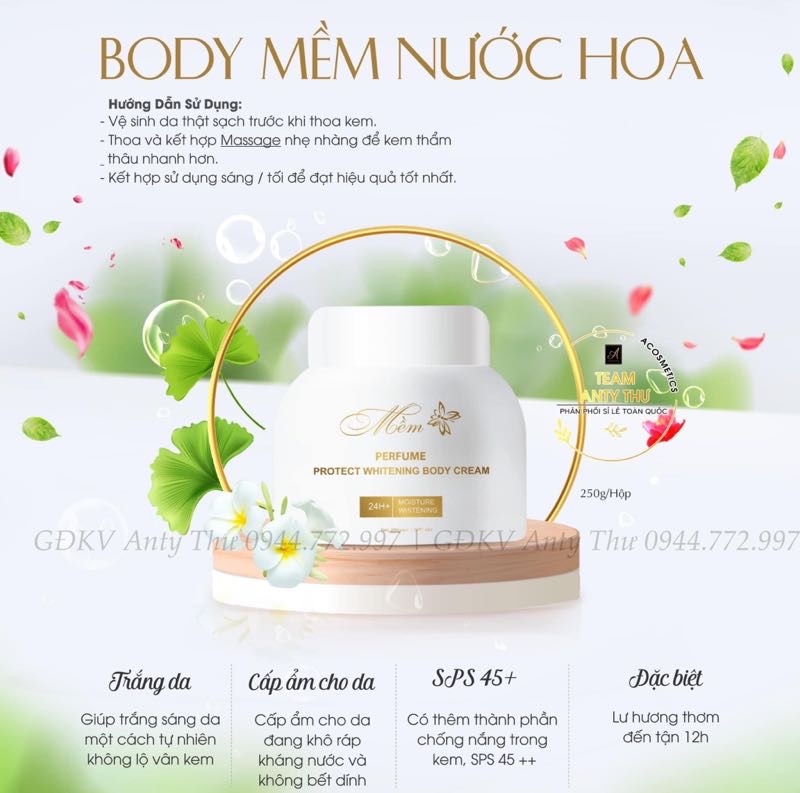 BODY MỀM NƯỚC HOA
Hướng Dẫn Sử Dụng:
- Vệ sinh da thật sạch trước khi thoa kem.
- Thoa và kết hợp Massage nhẹ nhàng để kem thẩm
- thâu nhanh hơn.
- Kết hợp sử dụng sáng / tối để đạt hiệu quả tốt nhất.
ACOSMETICS
A
TEAM
ANTY THƯ
PHÂN PHỐI SỈ LẺ TOÀN QUỐC
Mềm
PERFUME
PROTECT WHITENING BODY CREAM
24H+
MOISTURE
WHITENING
250g/Hộp
GĐKV Anty Thư 0944.772.997 | GĐKV Anty Thư 0944.772.997
Trắng da
Giúp trắng sáng da
một cách tự nhiên
không lộ vân kem
Cấp ẩm cho da
Cấp ẩm cho da
đang khô ráp
kháng nước và
không bết dính
SPS 45+
Có thêm thành phần
chống nắng trong
kem, SPS 45 ++
Đặc biệt
Lư hương thơm
đến tận 12h